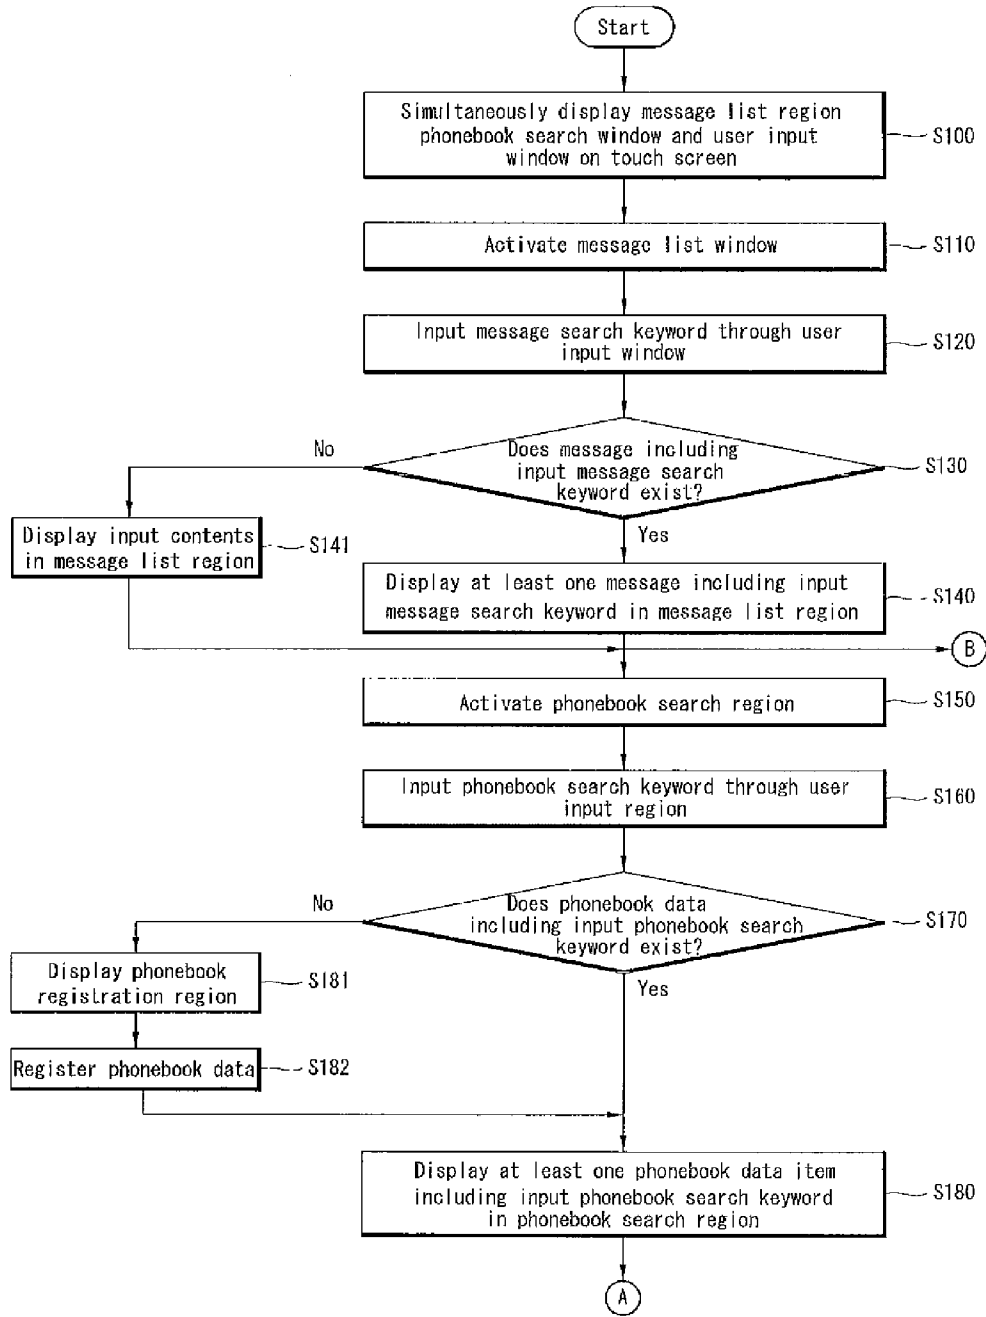 Start
Simultaneously display message list region
phonebook search window and user input
window on touch screen
S100
Activate message list window
S110
Input message search keyword through user
input window
S120
Does message including
input message search
keyword exist?
S130
No
Yes
Display input contents
in message list region
S141
Display at least one message including input
message search keyword in message list region
S140
B
Activate phonebook search region
S150
Input phonebook search keyword through user
input region
S160
Does phonebook data
including input phonebook search
keyword exist?
S170
No
Yes
Display phonebook
registration region
S181
Register phonebook data
S182
Display at least one phonebook data item
including input phonebook search keyword
in phonebook search region
S180
A